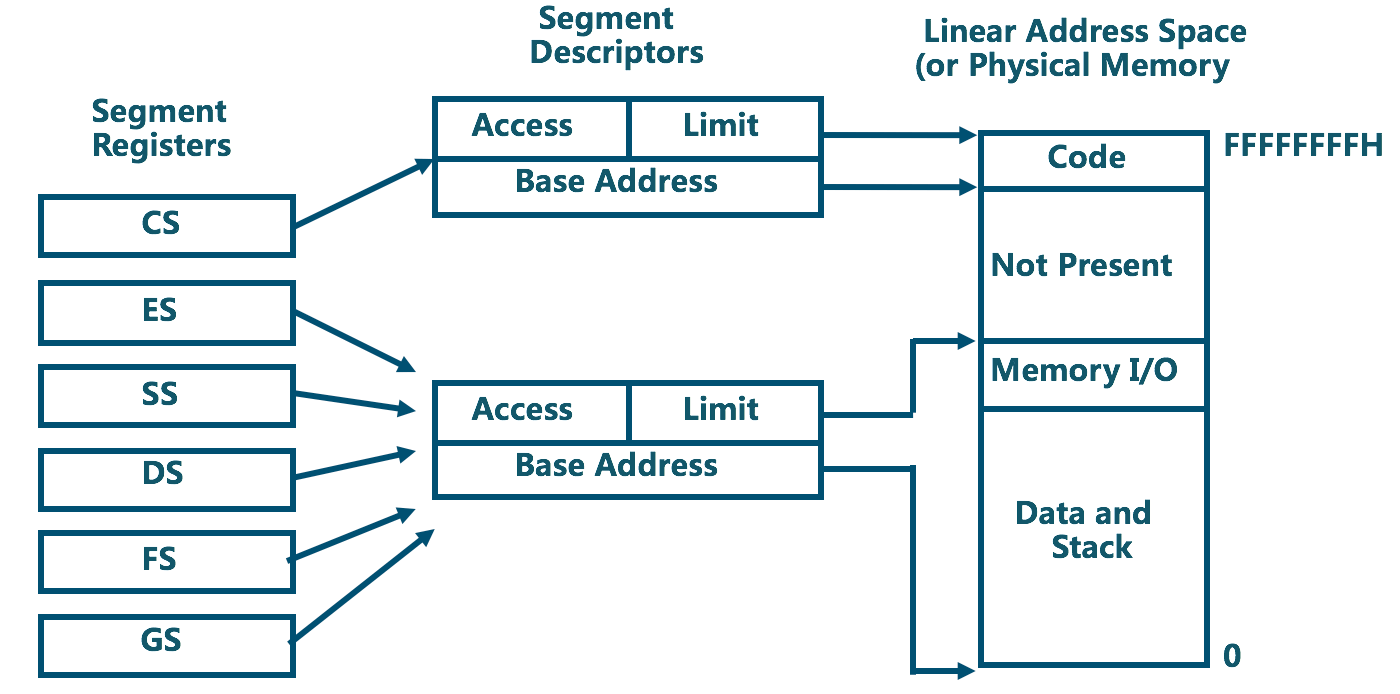 Segment
Descriptors
Linear Address Space
(or Physical Memory
Segment
Registers
Access
Limit
Base Address
FFFFFFFFH
Code
CS
Not Present
ES
Memory I/O
SS
Access
Limit
Base Address
DS
Data and
Stack
FS
GS
0